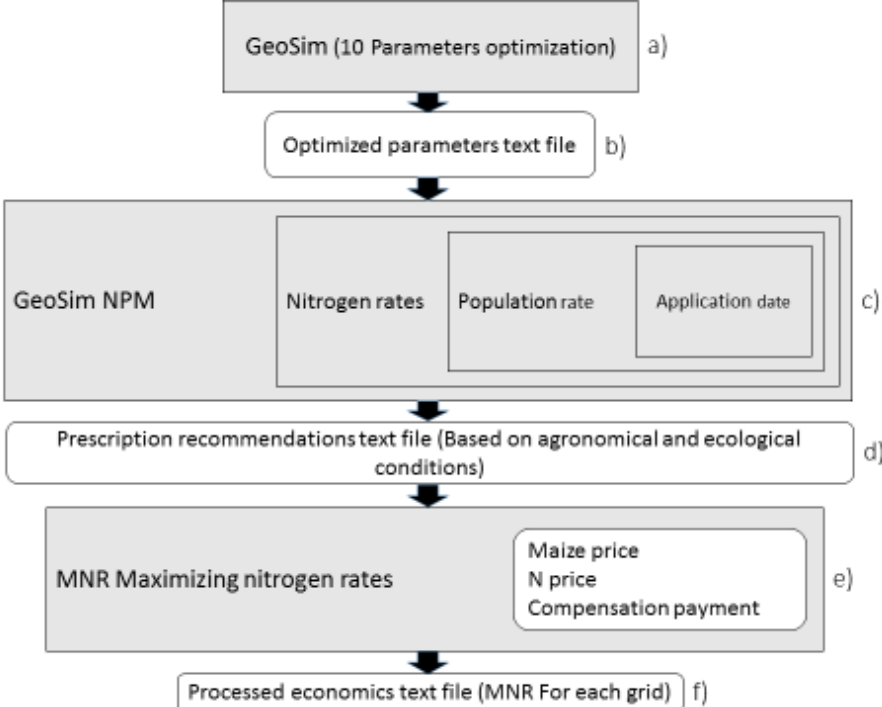 GeoSim (10 Parameters optimization) a)
Optimized parameters text file b)
GeoSim NPM Nitrogen rates Population rate Application date c)
Prescription recommendations text file (Based on agronomical and ecological
conditions) d)
MNR Maximizing nitrogen rates e)
Maize price
N price
Compensation payment
Processed economics text file (MNR For each grid) f)